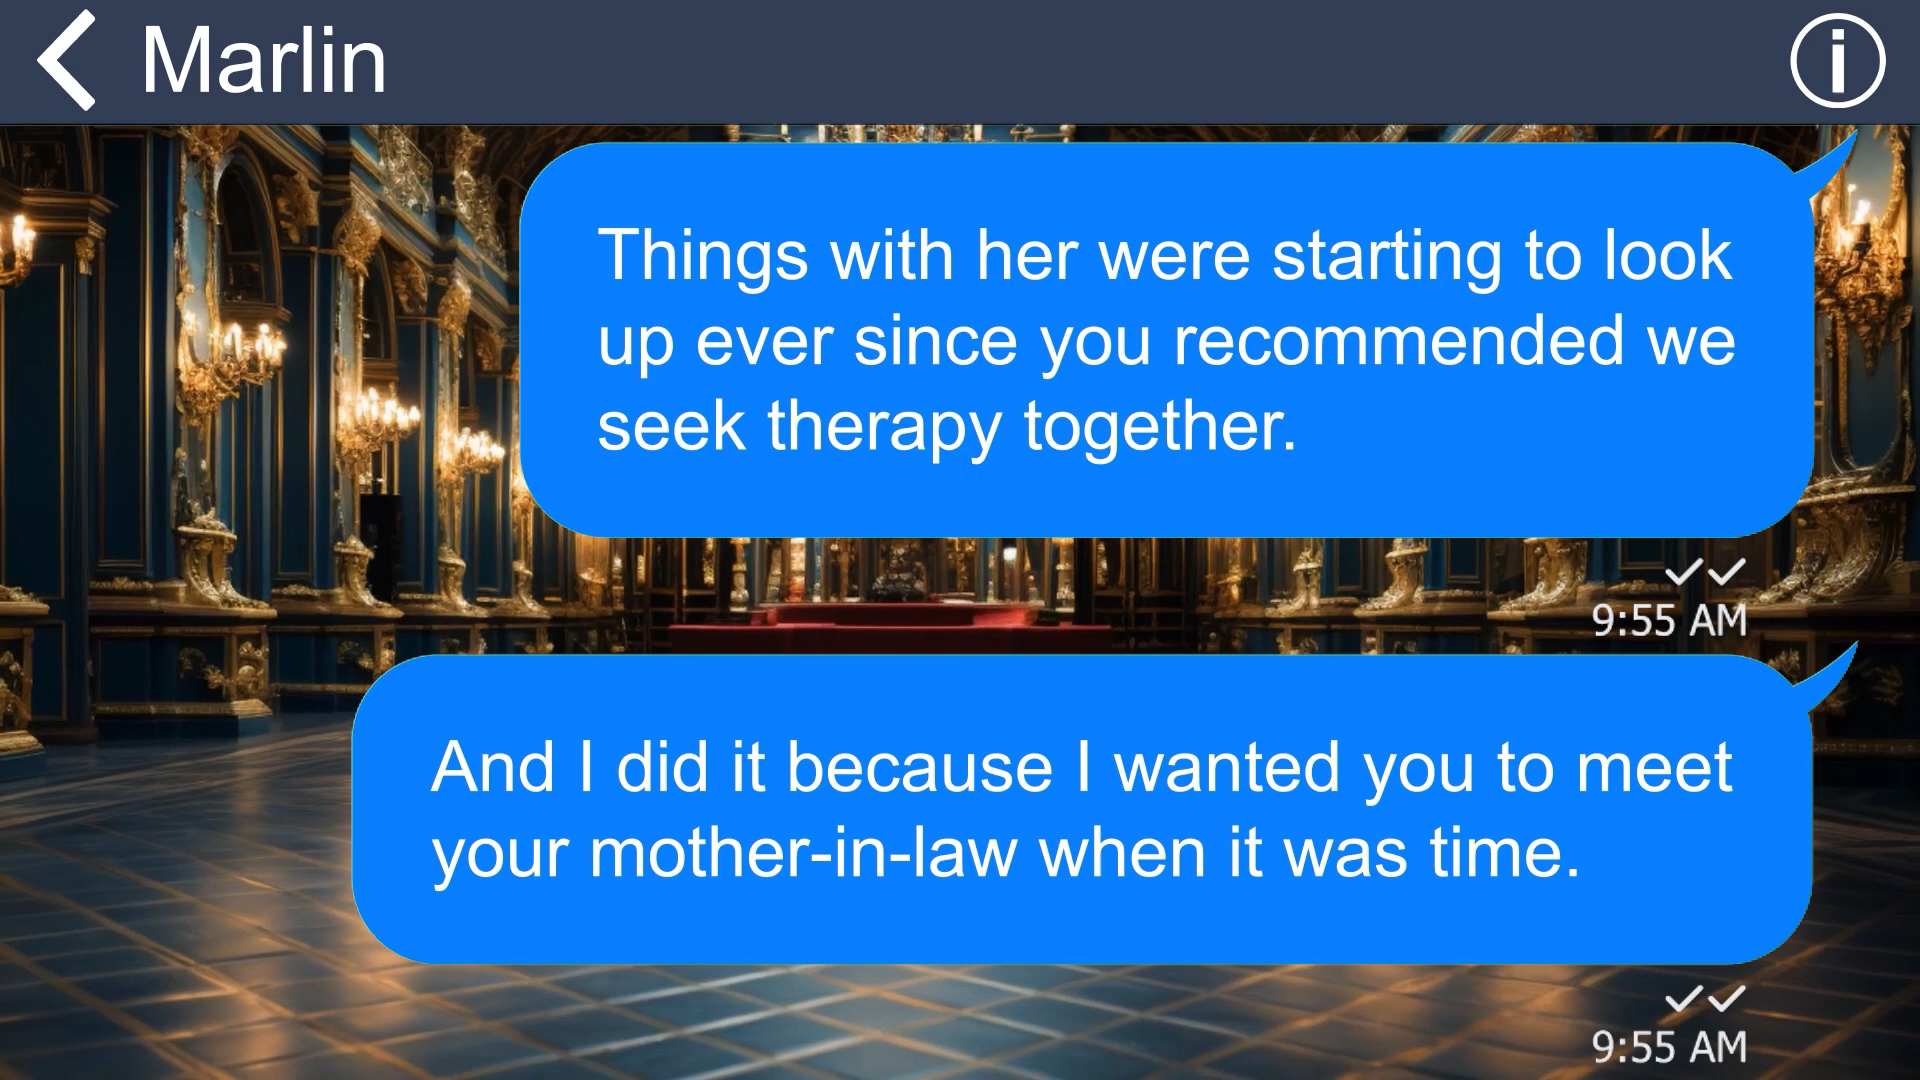 Marlin
Things with her were starting to look
up ever since you recommended we
seek therapy together.
9:55 AM
And I did it because I wanted you to meet
your mother-in-law when it was time.
9:55 AM